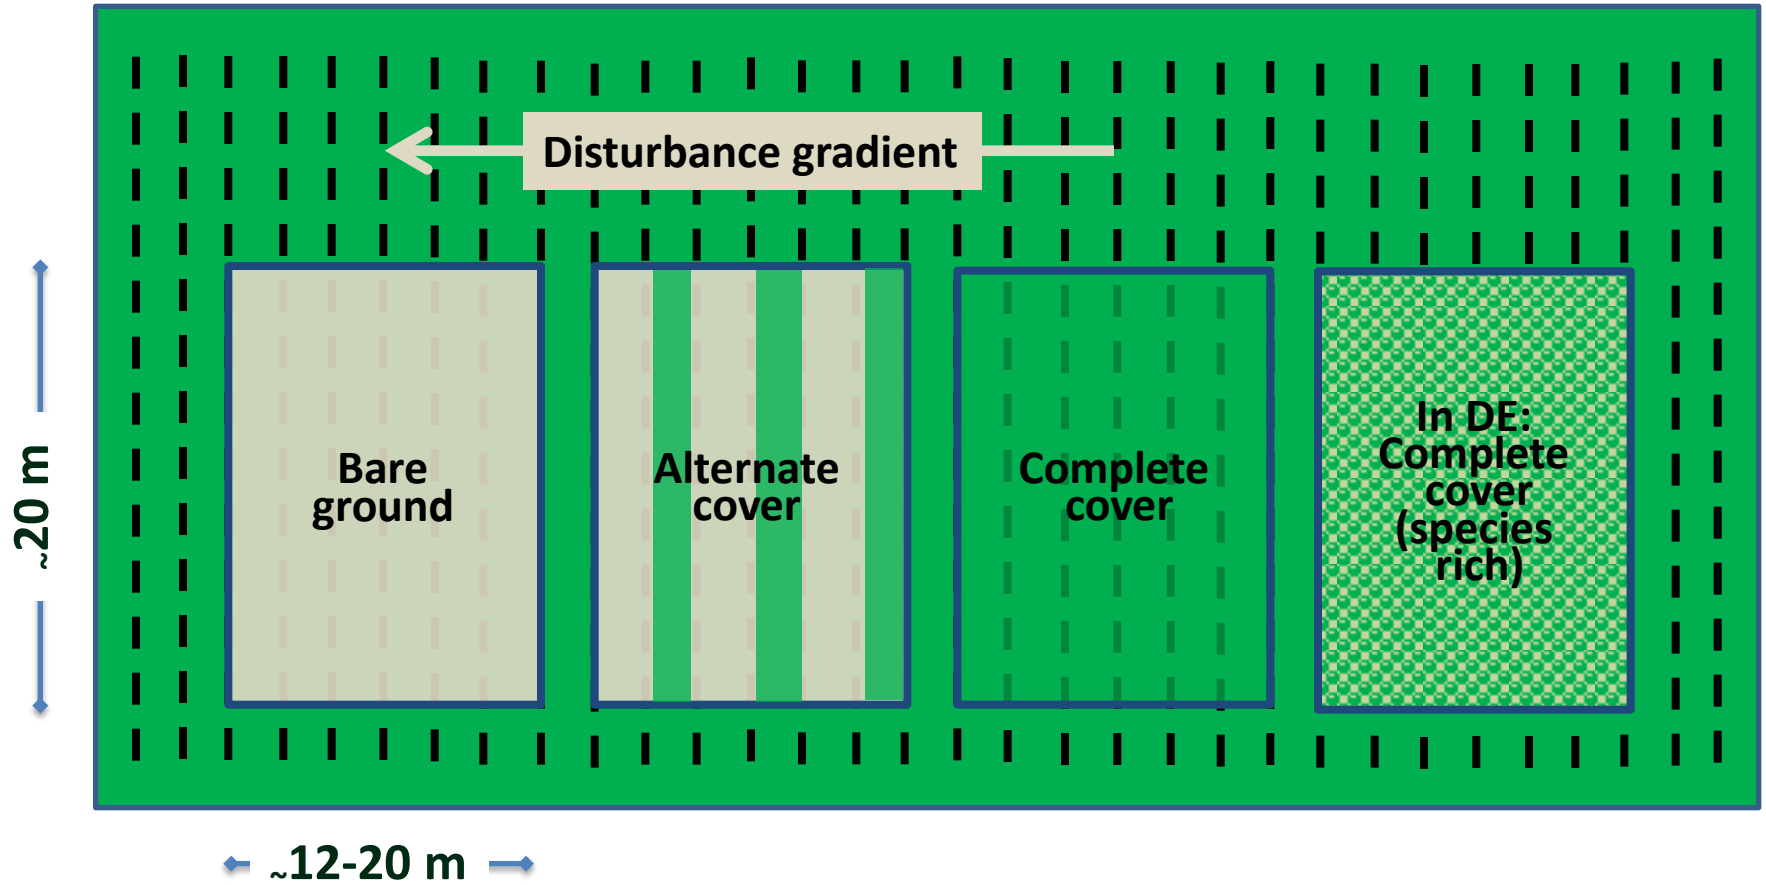 Disturbance gradient
~20 m
Bare
ground
Alternate
cover
Complete
cover
In DE:
Complete
cover
(species
rich)
~12-20 m